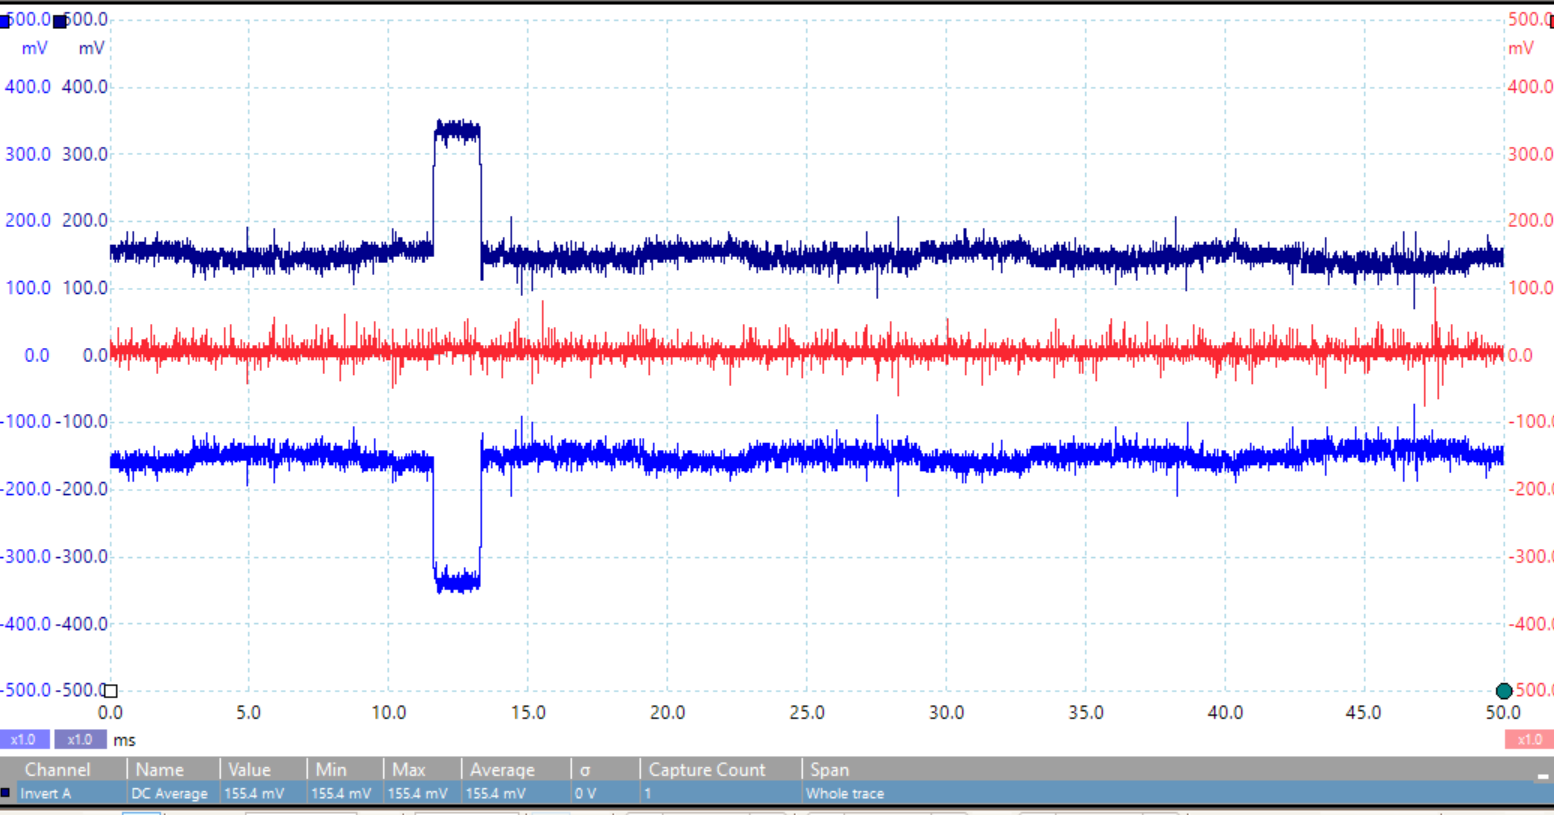 500.0 500.0 500.0
mV mV mV
400.0 400.0 400.0
300.0 300.0 300.0
200.0 200.0 200.0
100.0 100.0 100.0
0.0 0.0 0.0
-100.0 -100.0 -100.0
-200.0 -200.0 -200.0
-300.0 -300.0 -300.0
-400.0 -400.0 -400.0
-500.0 -500.0 500.0
0.0 5.0 10.0 15.0 20.0 25.0 30.0 35.0 40.0 45.0 50.0
x1.0 x1.0 ms x1.0
Channel Name Value Min Max Average σ Capture Count Span
Invert A DC Average 155.4 mV 155.4 mV 155.4 mV 155.4 mV 0 V 1 Whole trace